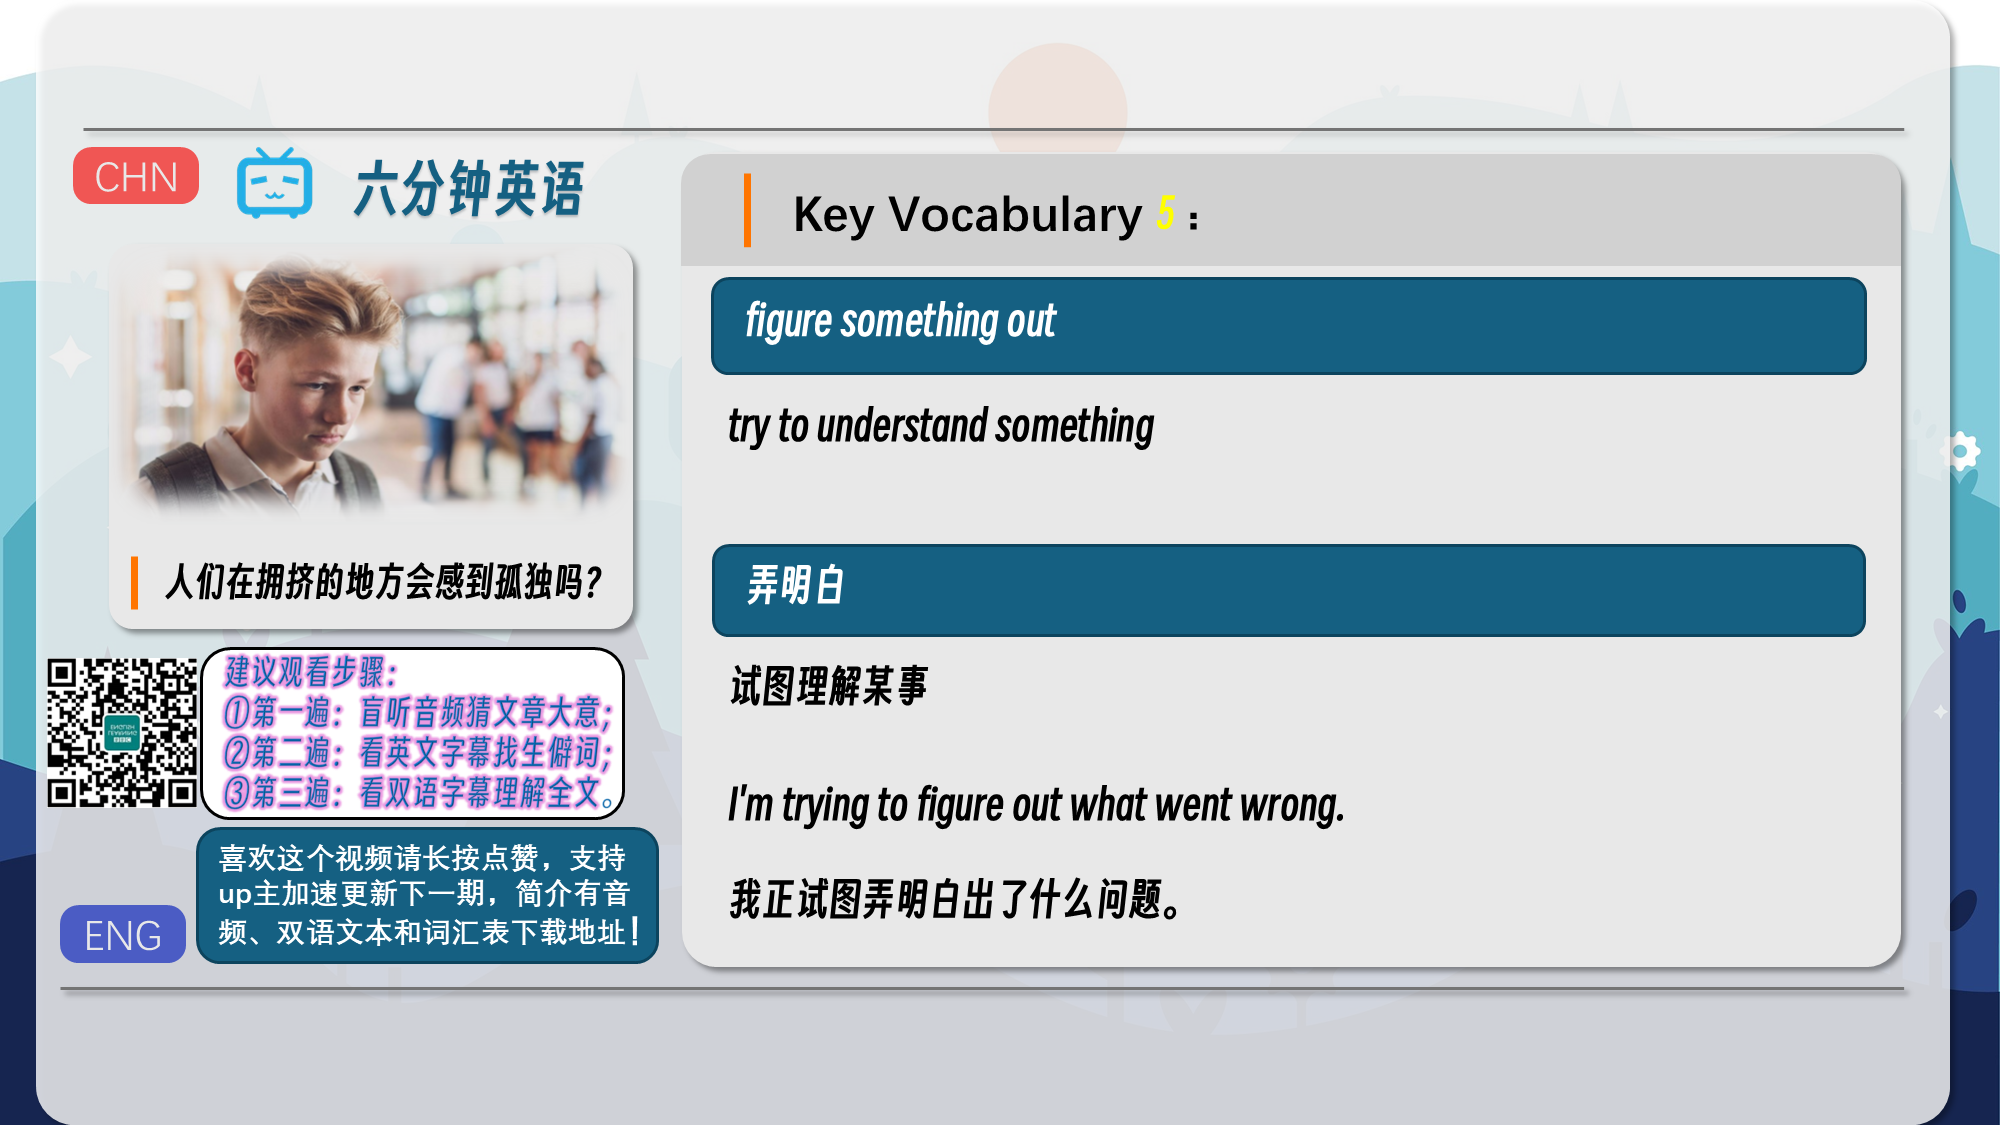 CHN
六分钟英语
人们在拥挤的地方会感到孤独吗？
建议观看步骤：
①第一遍：盲听音频猜文章大意；
②第二遍：看英文字幕找生僻词；
③第三遍：看双语字幕理解全文。
喜欢这个视频请长按点赞，支持
up主加速更新下一期，简介有音
频、双语文本和词汇表下载地址！
ENG
Key Vocabulary 5：
figure something out
try to understand something
弄明白
试图理解某事
I'm trying to figure out what went wrong.
我正试图弄明白出了什么问题。